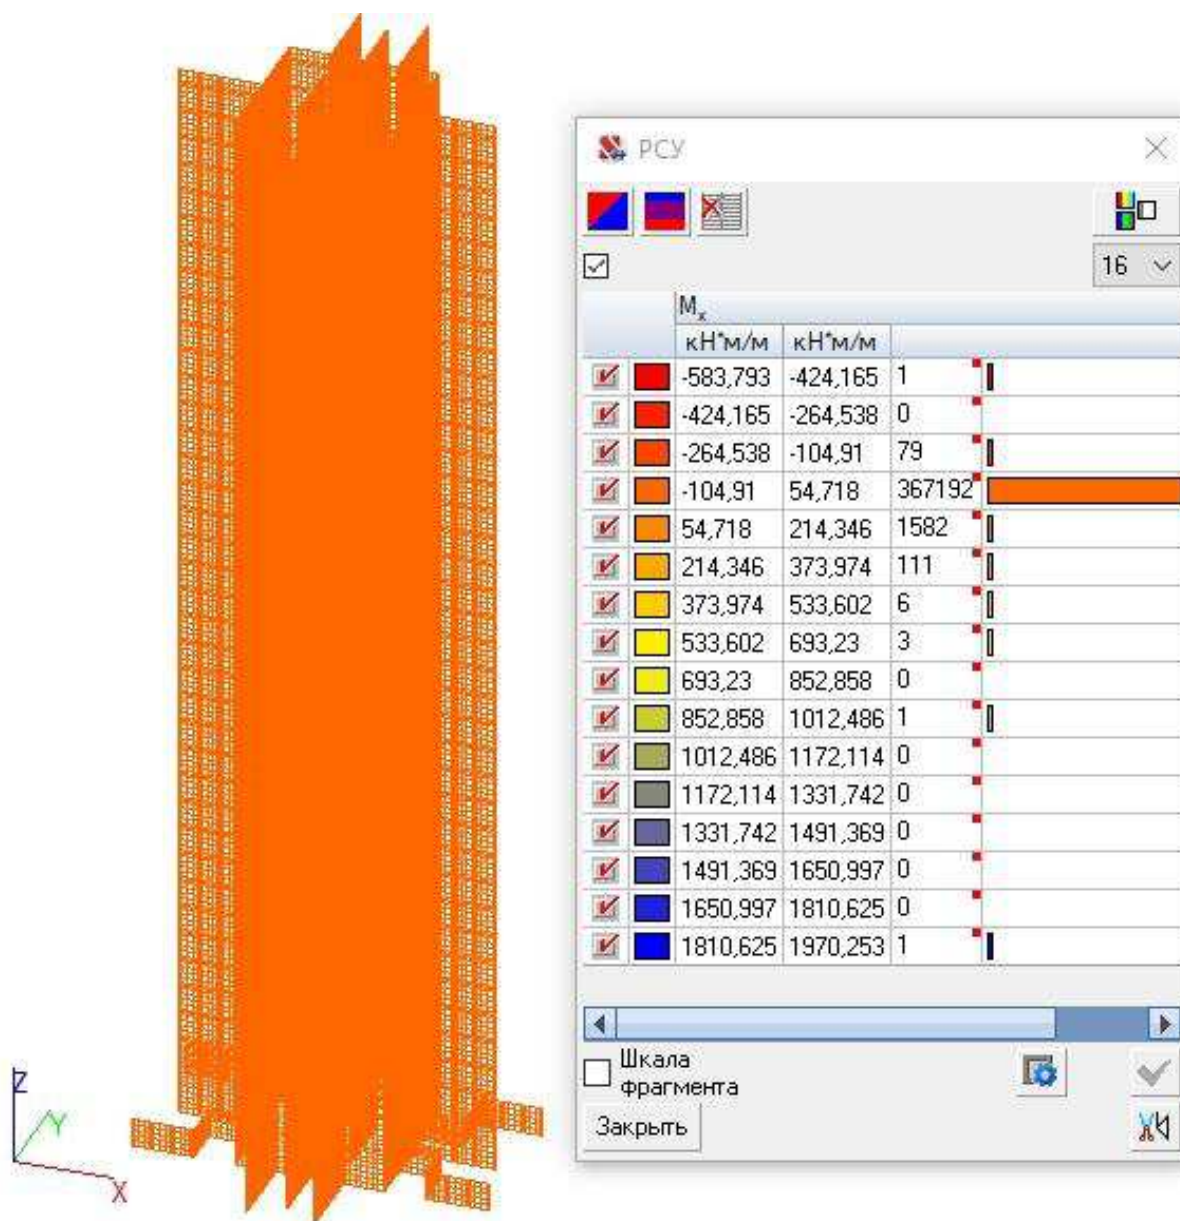 РСУ
16
Mx
кН*м/м кН*м/м
-583,793 -424,165 1
-424,165 -264,538 0
-264,538 -104,91 79
-104,91 54,718 367192
54,718 214,346 1582
214,346 373,974 111
373,974 533,602 6
533,602 693,23 3
693,23 852,858 0
852,858 1012,486 1
1012,486 1172,114 0
1172,114 1331,742 0
1331,742 1491,369 0
1491,369 1650,997 0
1650,997 1810,625 0
1810,625 1970,253 1
Шкала
фрагмента
Закрыть
Z
Y
X